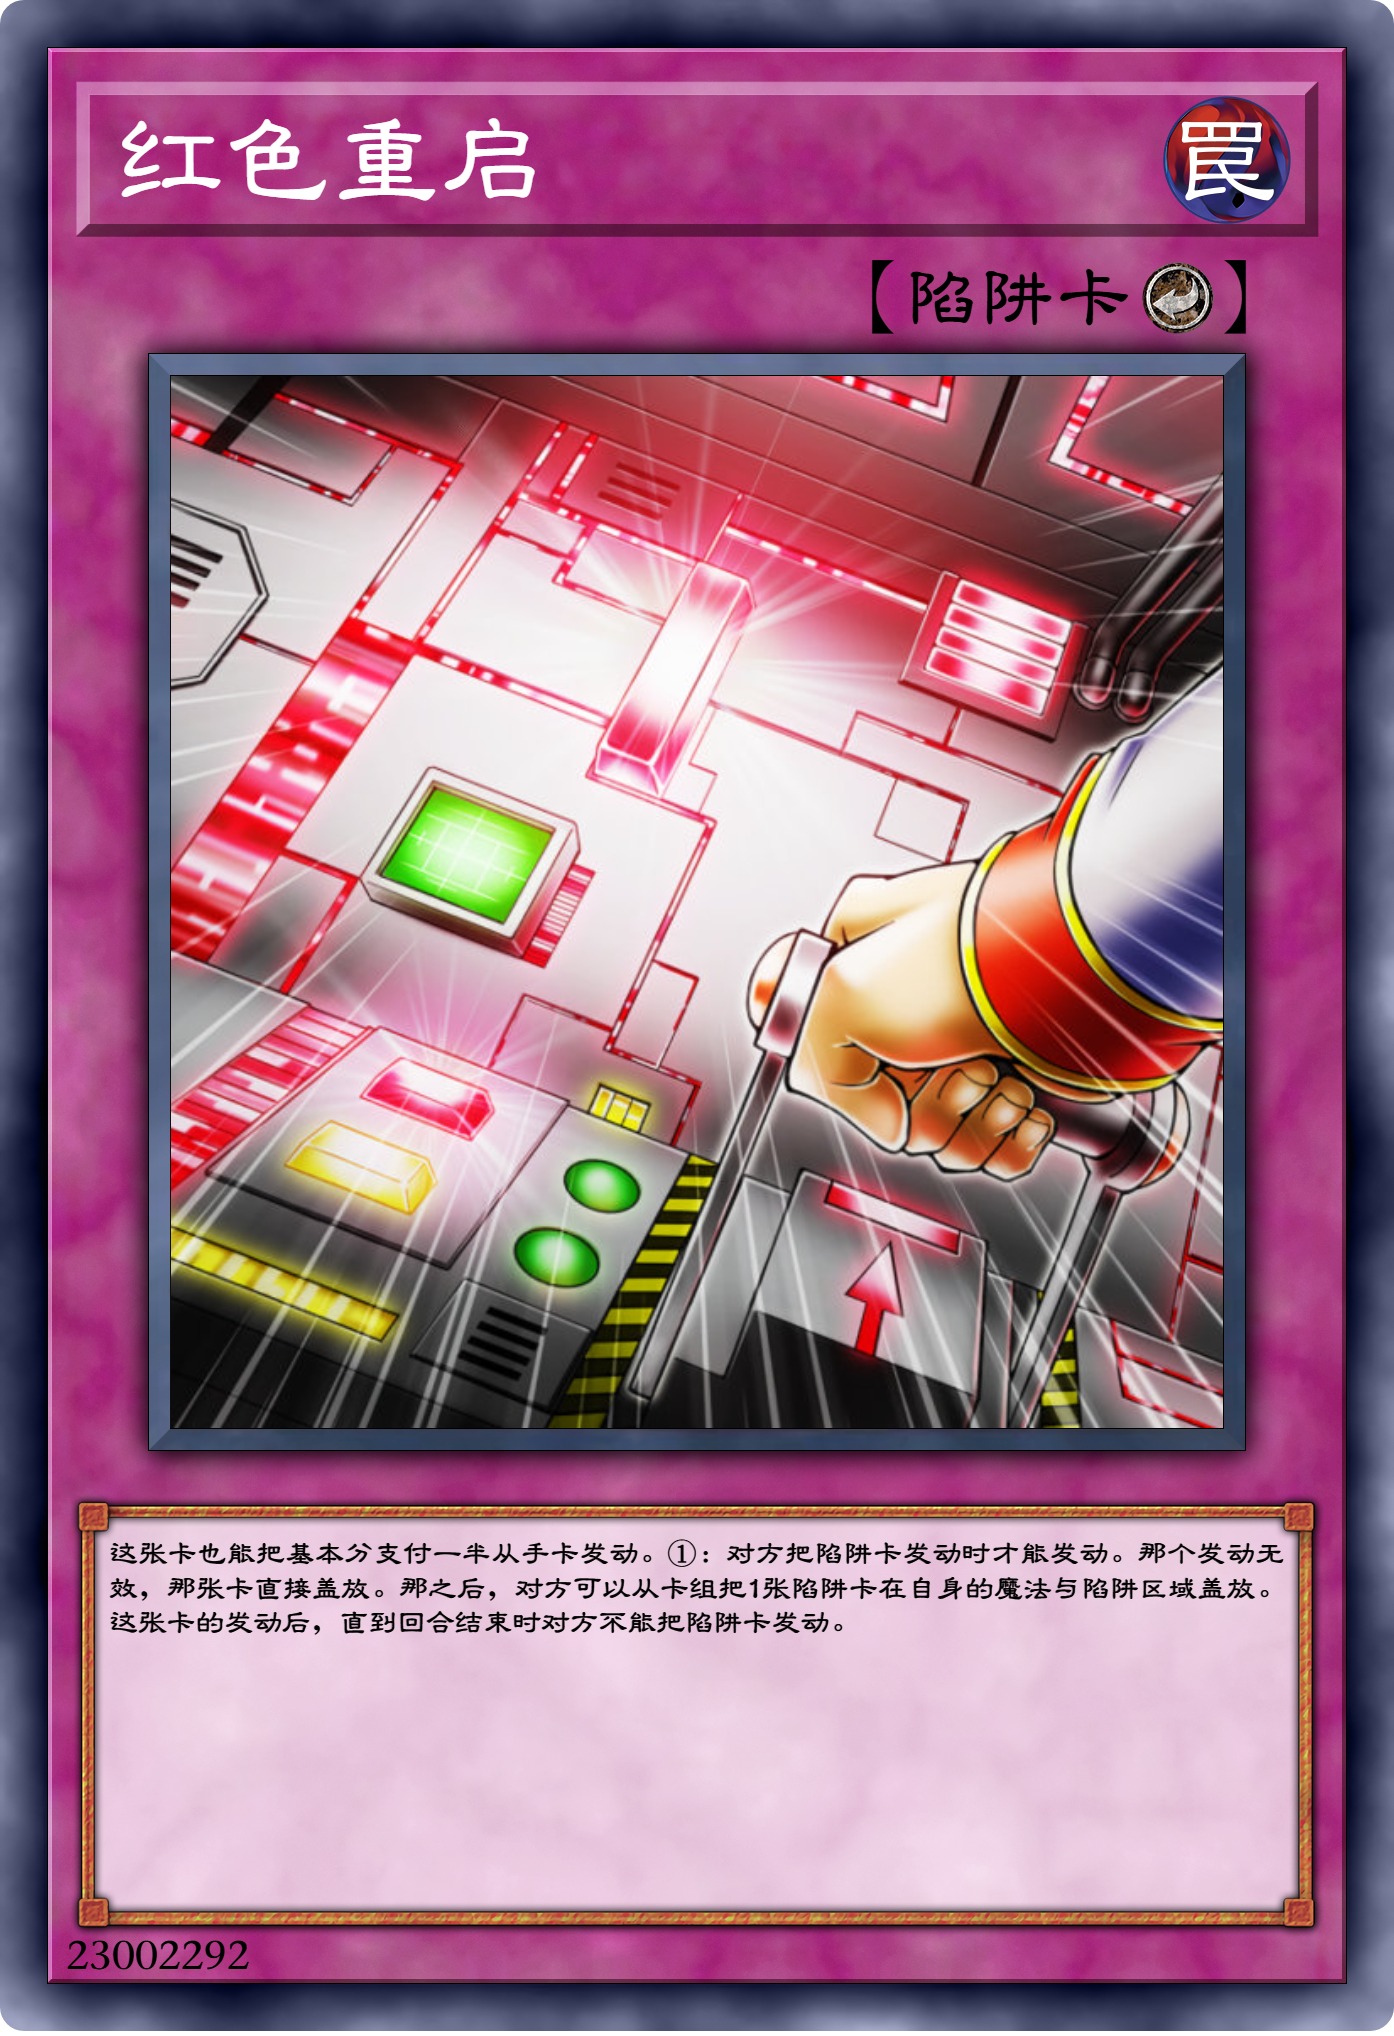 红色重启
罠
【陷阱卡】
这张卡也能把基本分支付一半从手卡发动。①：对方把陷阱卡发动时才能发动。那个发动无
效，那张卡直接盖放。那之后，对方可以从卡组把1张陷阱卡在自身的魔法与陷阱区域盖放。
这张卡的发动后，直到回合结束时对方不能把陷阱卡发动。
23002292